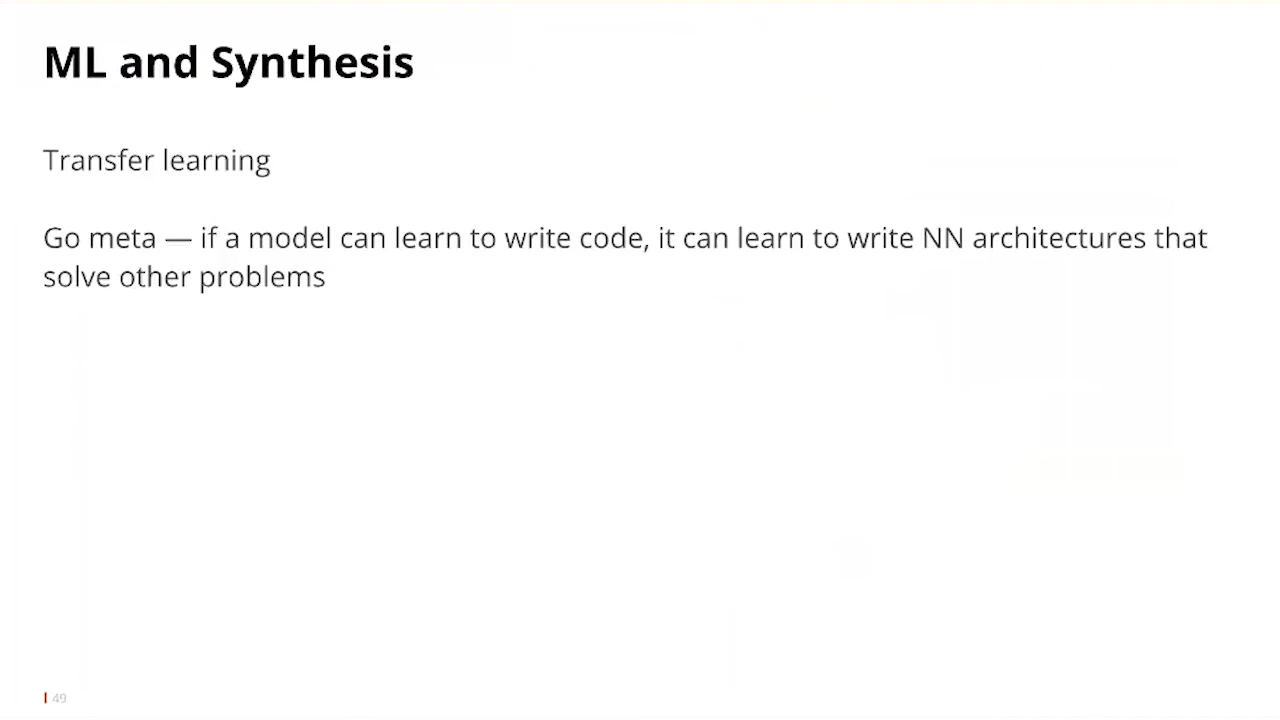 ML and Synthesis
Transfer learning
Go meta — if a model can learn to write code, it can learn to write NN architectures that
solve other problems
49